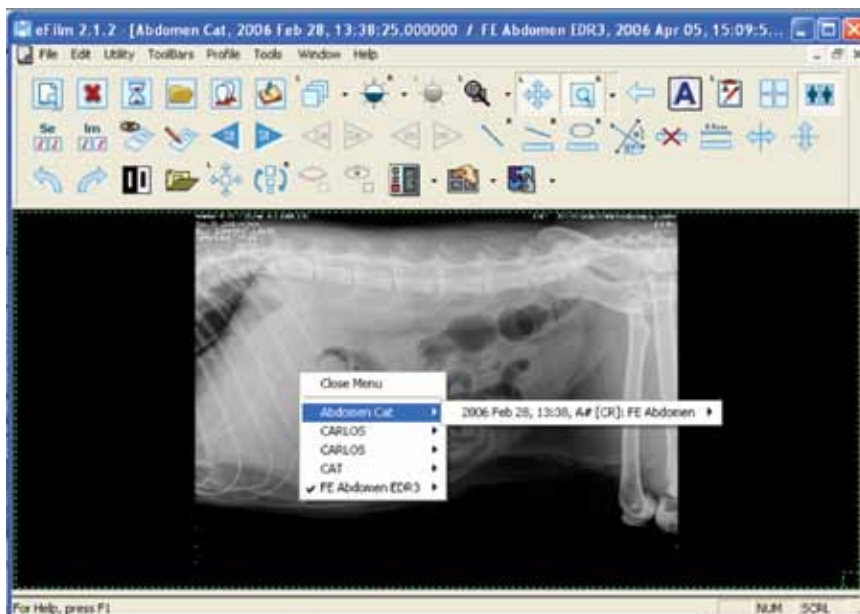 eFilm 2.1.2 - [Abdomen Cat, 2006 Feb 28, 13:38:25.000000 / FE Abdomen EDR3, 2006 Apr 05, 15:09:5...
File Edit Utility ToolBars Profile Tools Window Help
A
Se Im
Close Menu
Abdomen Cat
2006 Feb 28, 13:38, A# [CR]: FE Abdomen
CARLOS
CARLOS
CAT
FE Abdomen EDR3
For Help, press F1
NUM SCRL